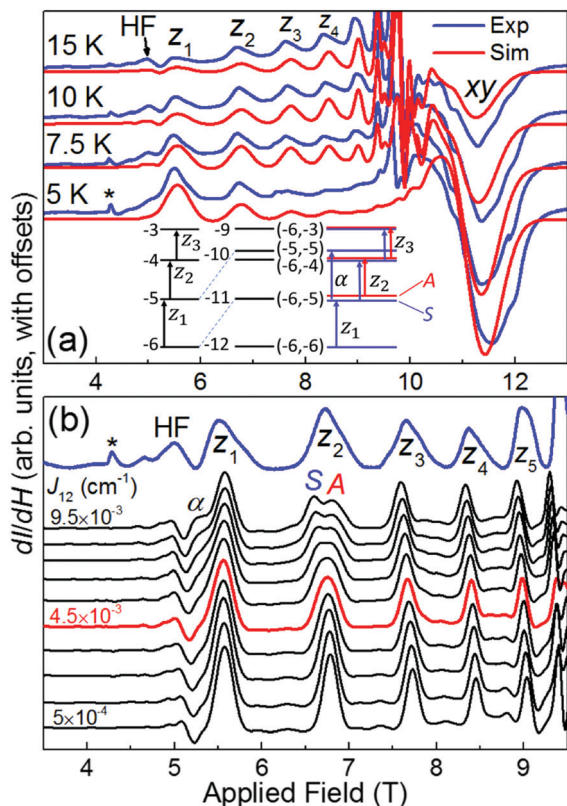 HF
z₁
z₂
z₃
z₄
Exp
Sim
xy
15 K
10 K
7.5 K
5 K
*
-3 -9 (-6,-3)
z₃ -10 (-5,-5) z₃
-4 (-6,-4)
z₂ α z₂ A
-5 -11 (-6,-5) S
z₁ z₁
-6 -12 (-6,-6)
(a)
4 6 8 10 12
dI/dH (arb. units, with offsets)
(b)
* HF z₁ z₂ z₃ z₄ z₅
J₁₂ (cm⁻¹)
α S A
9.5×10⁻³
4.5×10⁻³
5×10⁻⁴
4 5 6 7 8 9
Applied Field (T)